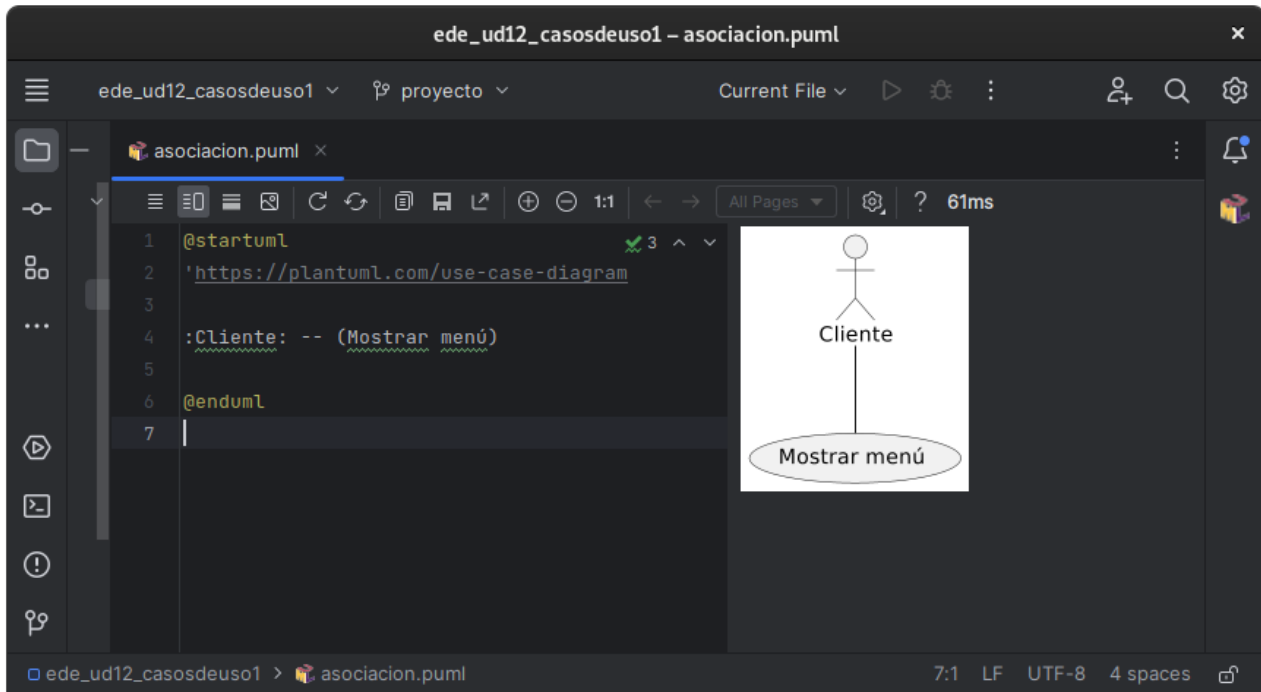 ede_ud12_casosdeuso1 – asociacion.puml
ede_ud12_casosdeuso1 proyecto Current File
asociacion.puml
1:1 All Pages ? 61ms
1 @startuml 3
2 'https://plantuml.com/use-case-diagram
3
4 :Cliente: -- (Mostrar menú)
5
6 @enduml
7
Cliente
Mostrar menú
ede_ud12_casosdeuso1 > asociacion.puml 7:1 LF UTF-8 4 spaces